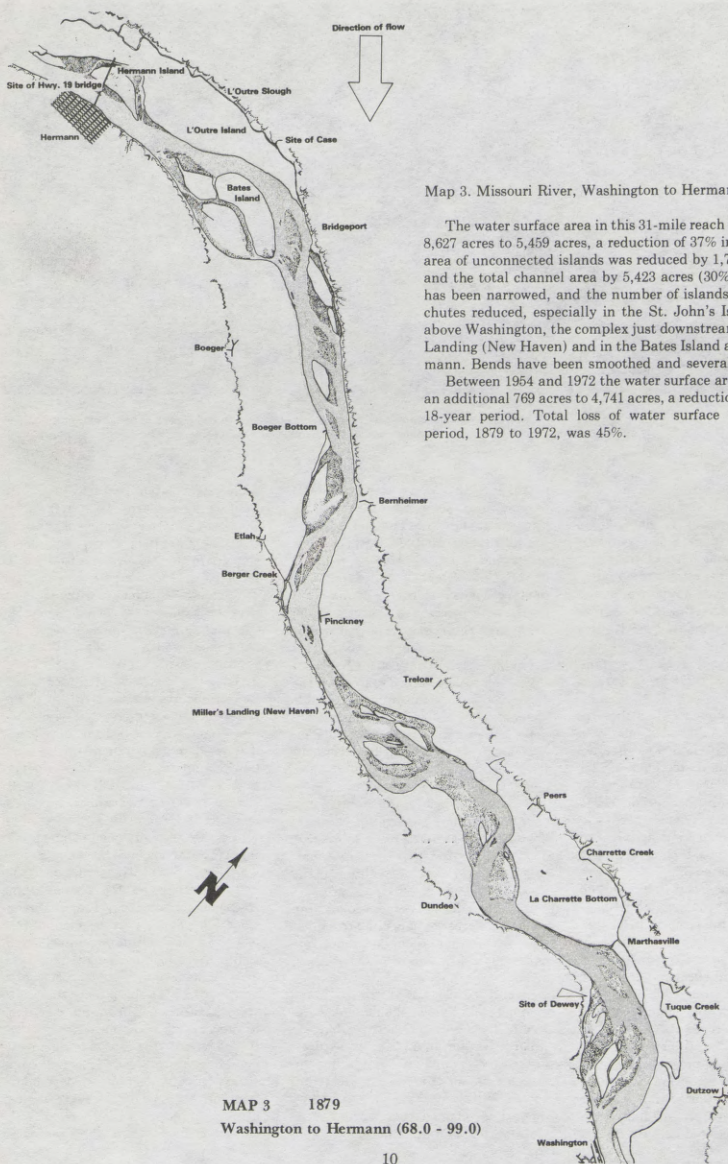 Direction of flow
Hermann Island
Site of Hwy. 19 bridge
L'Outre Slough
Hermann
L'Outre Island
Site of Case
Bates
Island
Bridgeport
Map 3. Missouri River, Washington to Herman
The water surface area in this 31-mile reach
8,627 acres to 5,459 acres, a reduction of 37% in
area of unconnected islands was reduced by 1,7
and the total channel area by 5,423 acres (30%
has been narrowed, and the number of islands
chutes reduced, especially in the St. John's I
above Washington, the complex just downstream
Landing (New Haven) and in the Bates Island a
mann. Bends have been smoothed and severa
Between 1954 and 1972 the water surface ar
an additional 769 acres to 4,741 acres, a reductio
18-year period. Total loss of water surface
period, 1879 to 1972, was 45%.
Boeger
Boeger Bottom
Bernheimer
Etlah
Berger Creek
Pinckney
Treloar
Miller's Landing (New Haven)
Peers
Charrette Creek
N
Dundee
La Charrette Bottom
Marthasville
Site of Dewey
Tuque Creek
Dutzow
MAP 3 1879
Washington to Hermann (68.0 - 99.0)
Washington
10